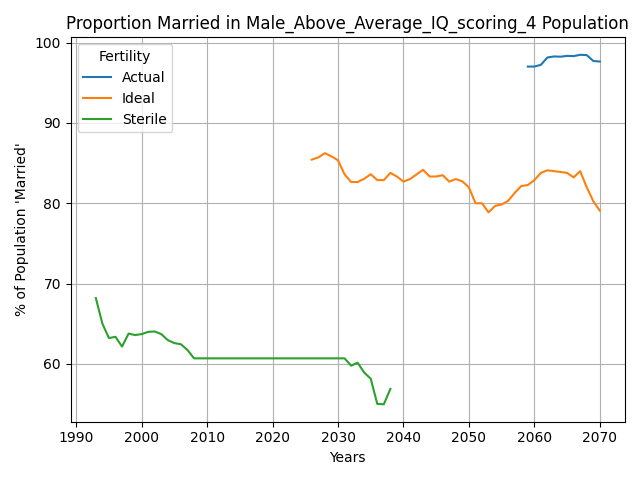 Proportion Married in Male_Above_Average_IQ_scoring_4 Population
100
90
80
70
60
% of Population 'Married'
Fertility
Actual
Ideal
Sterile
1990 2000 2010 2020 2030 2040 2050 2060 2070
Years